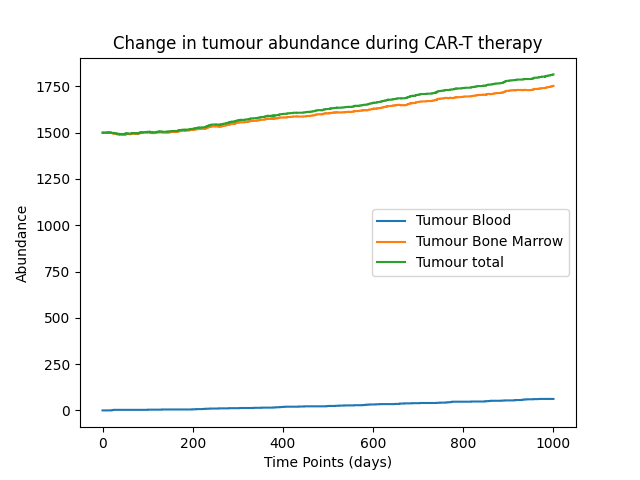 Change in tumour abundance during CAR-T therapy
1750
1500
1250
1000
750
500
250
0
Abundance
Tumour Blood
Tumour Bone Marrow
Tumour total
0 200 400 600 800 1000
Time Points (days)